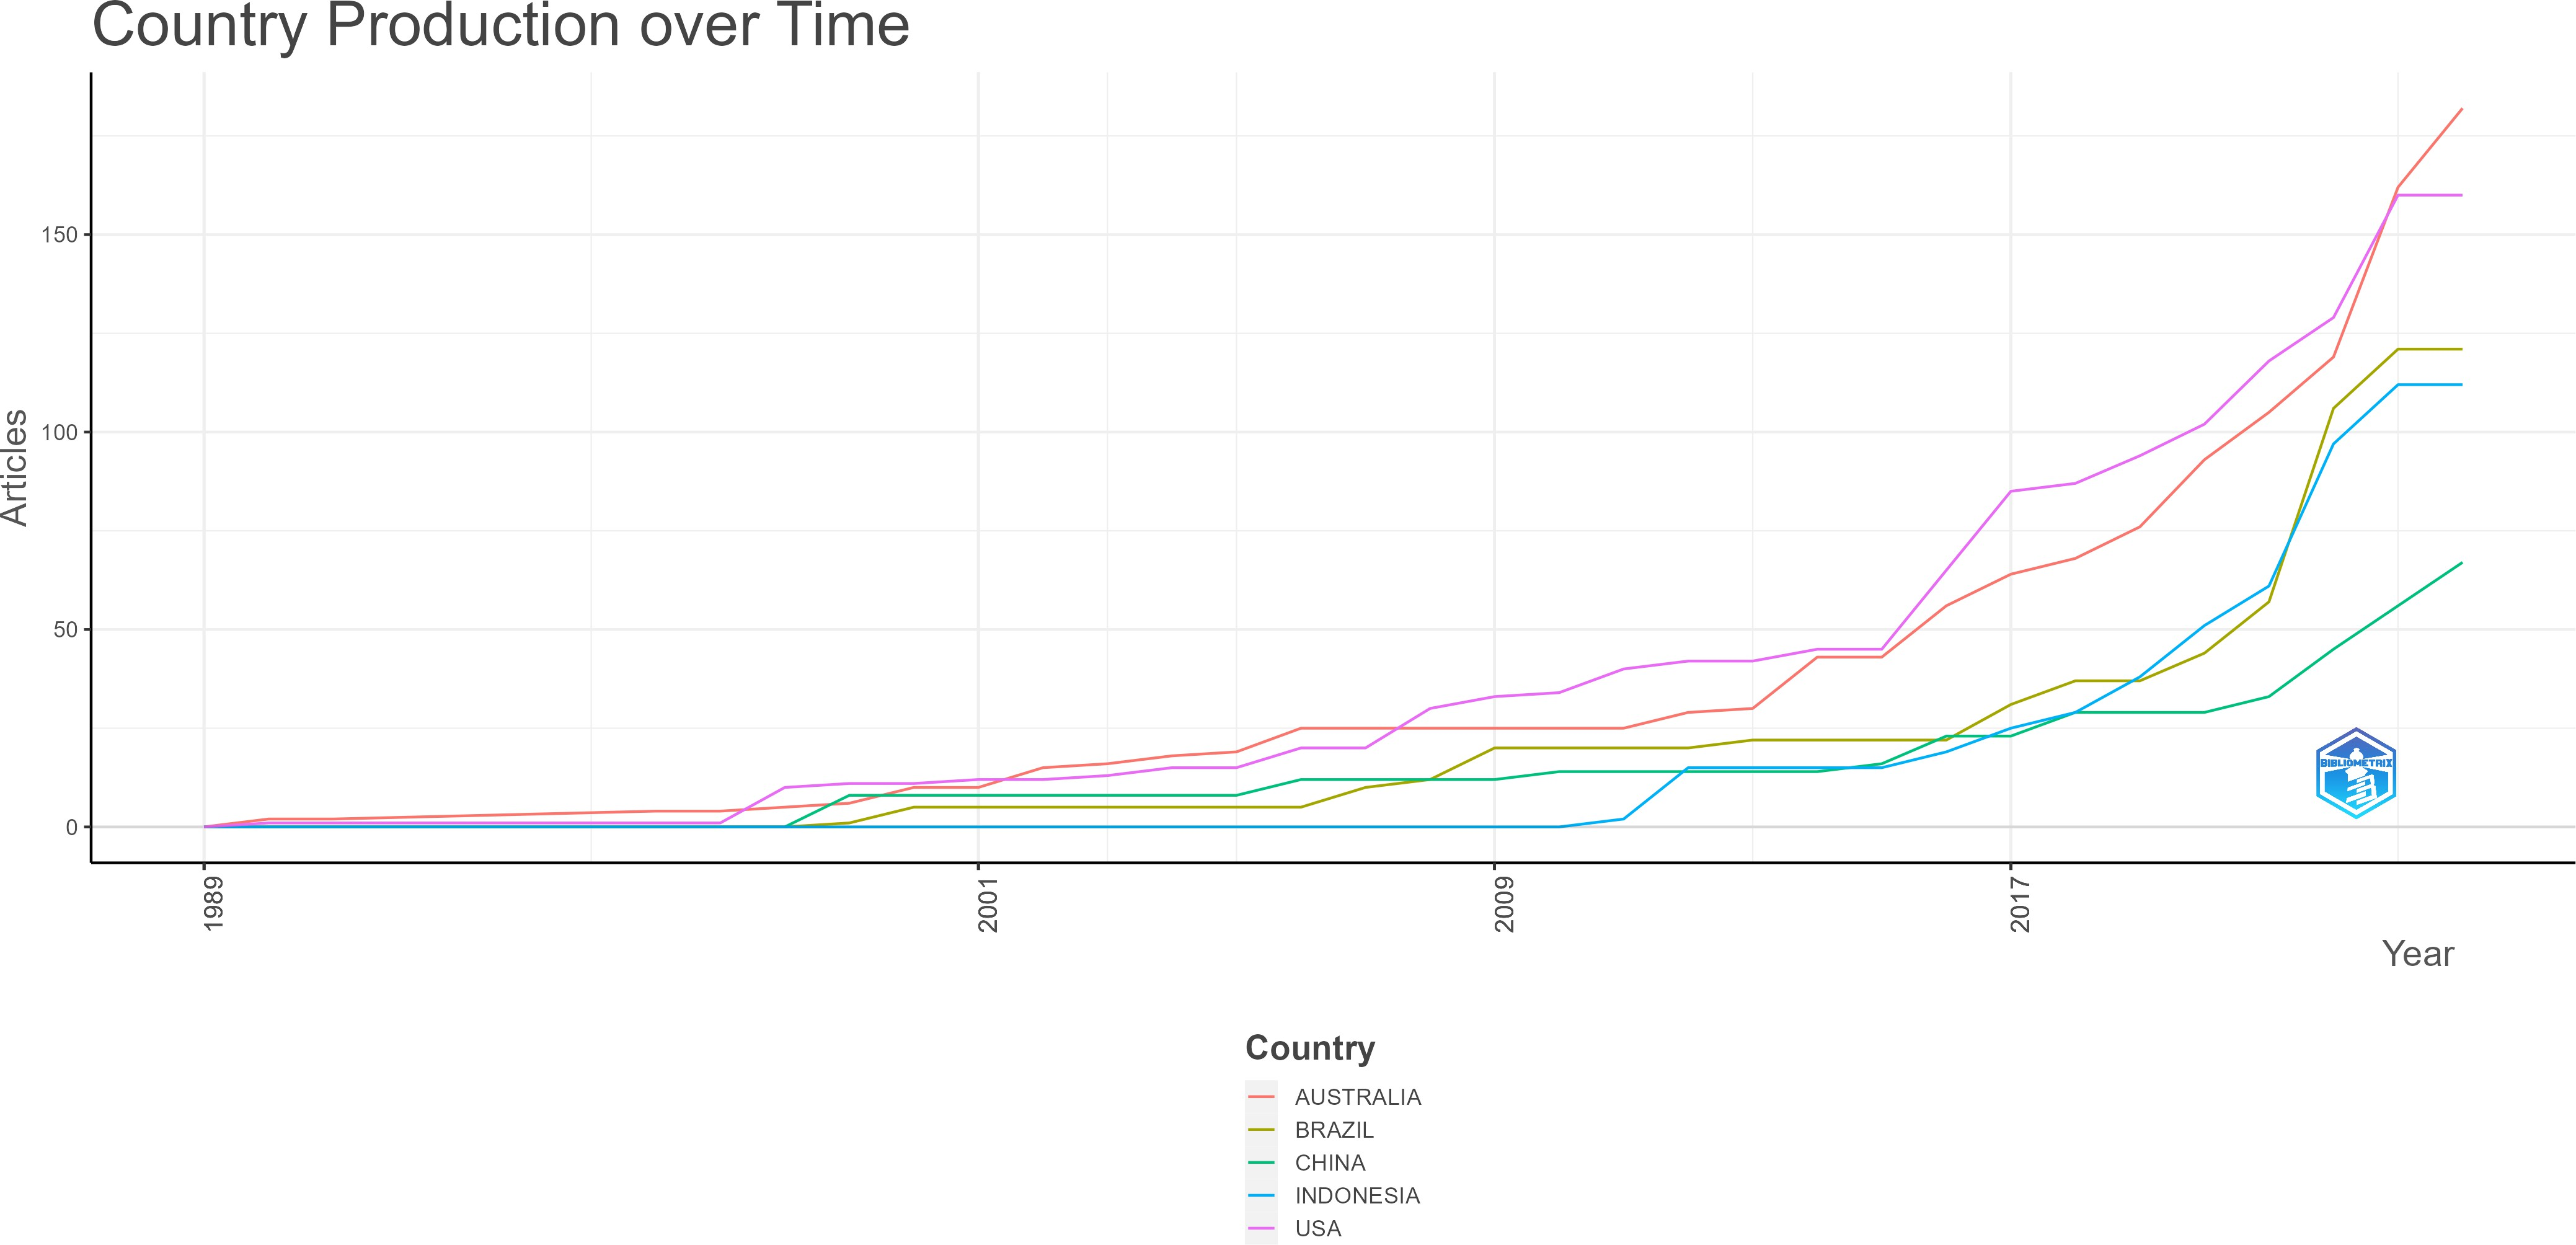 Country Production over Time
Articles
150
100
50
0
1989
2001
2009
2017
Year
BIBLIOMETRIX
Country
AUSTRALIA
BRAZIL
CHINA
INDONESIA
USA